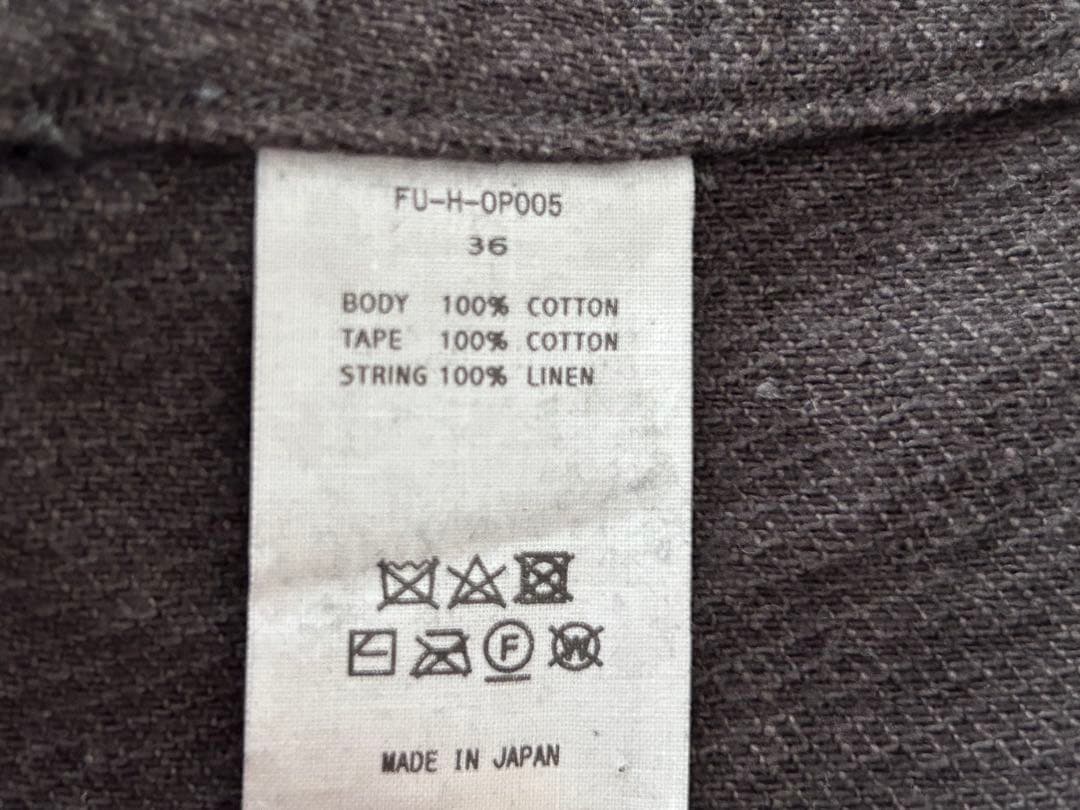 FU-H-OP005
36
BODY 100% COTTON
TAPE 100% COTTON
STRING 100% LINEN
F W
MADE IN JAPAN